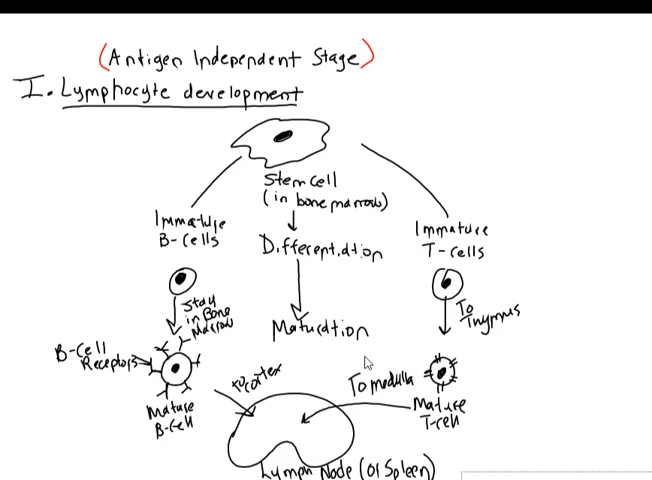 (Antigen Independent Stage)
I. Lymphocyte development
Stem Cell
(in bone marrow)
Immature
B-Cells
Differentiation
Immature
T-cells
Stay
in Bone
Marrow
To
Thymus
Maturation
B-Cell
Receptors
to cortex
To medulla
Mature
B-Cell
Mature
T-cell
Lymph Node (or Spleen)